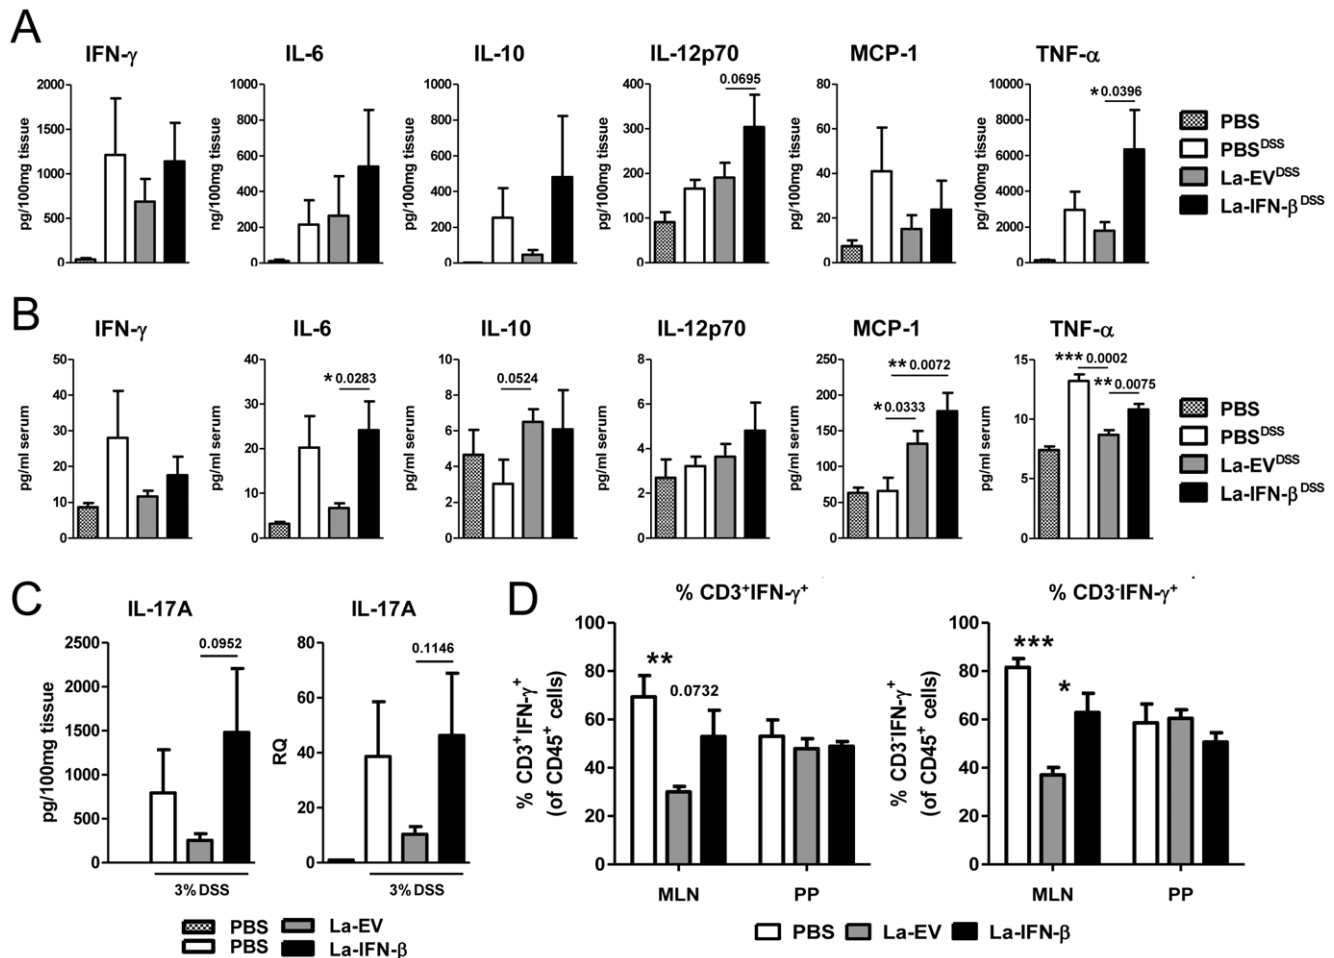 A
IFN-γ
IL-6
IL-10
IL-12p70
MCP-1
TNF-α
pg/100mg tissue
2000
1500
1000
500
0
ng/100mg tissue
1000
800
600
400
200
0
pg/100mg tissue
1000
800
600
400
200
0
pg/100mg tissue
400
300
200
100
0
0.0695
pg/100mg tissue
80
60
40
20
0
pg/100mg tissue
10000
8000
6000
4000
2000
0
* 0.0396
PBS
PBS^DSS
La-EV^DSS
La-IFN-β^DSS
B
IFN-γ
IL-6
IL-10
IL-12p70
MCP-1
TNF-α
pg/ml serum
50
40
30
20
10
0
pg/ml serum
40
30
20
10
0
* 0.0283
pg/ml serum
10
8
6
4
2
0
0.0524
pg/ml serum
8
6
4
2
0
pg/ml serum
250
200
150
100
50
0
** 0.0072
* 0.0333
pg/ml serum
15
10
5
0
*** 0.0002
** 0.0075
PBS
PBS^DSS
La-EV^DSS
La-IFN-β^DSS
C
IL-17A
pg/100mg tissue
2500
2000
1500
1000
500
0
0.0952
3% DSS
IL-17A
RQ
80
60
40
20
0
0.1146
3% DSS
PBS
La-EV
PBS
La-IFN-β
D
% CD3⁺IFN-γ⁺
% CD3⁺IFN-γ⁺
(of CD45⁺ cells)
100
80
60
40
20
0
**
0.0732
MLN
PP
% CD3⁻IFN-γ⁺
% CD3⁻IFN-γ⁺
(of CD45⁺ cells)
100
80
60
40
20
0
***
*
MLN
PP
PBS
La-EV
La-IFN-β